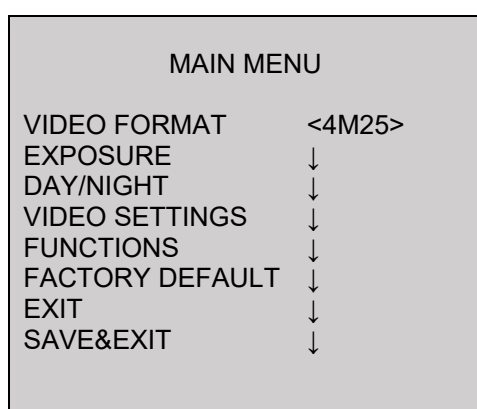 MAIN MENU
VIDEO FORMAT <4M25>
EXPOSURE ↓
DAY/NIGHT ↓
VIDEO SETTINGS ↓
FUNCTIONS ↓
FACTORY DEFAULT ↓
EXIT ↓
SAVE&EXIT ↓